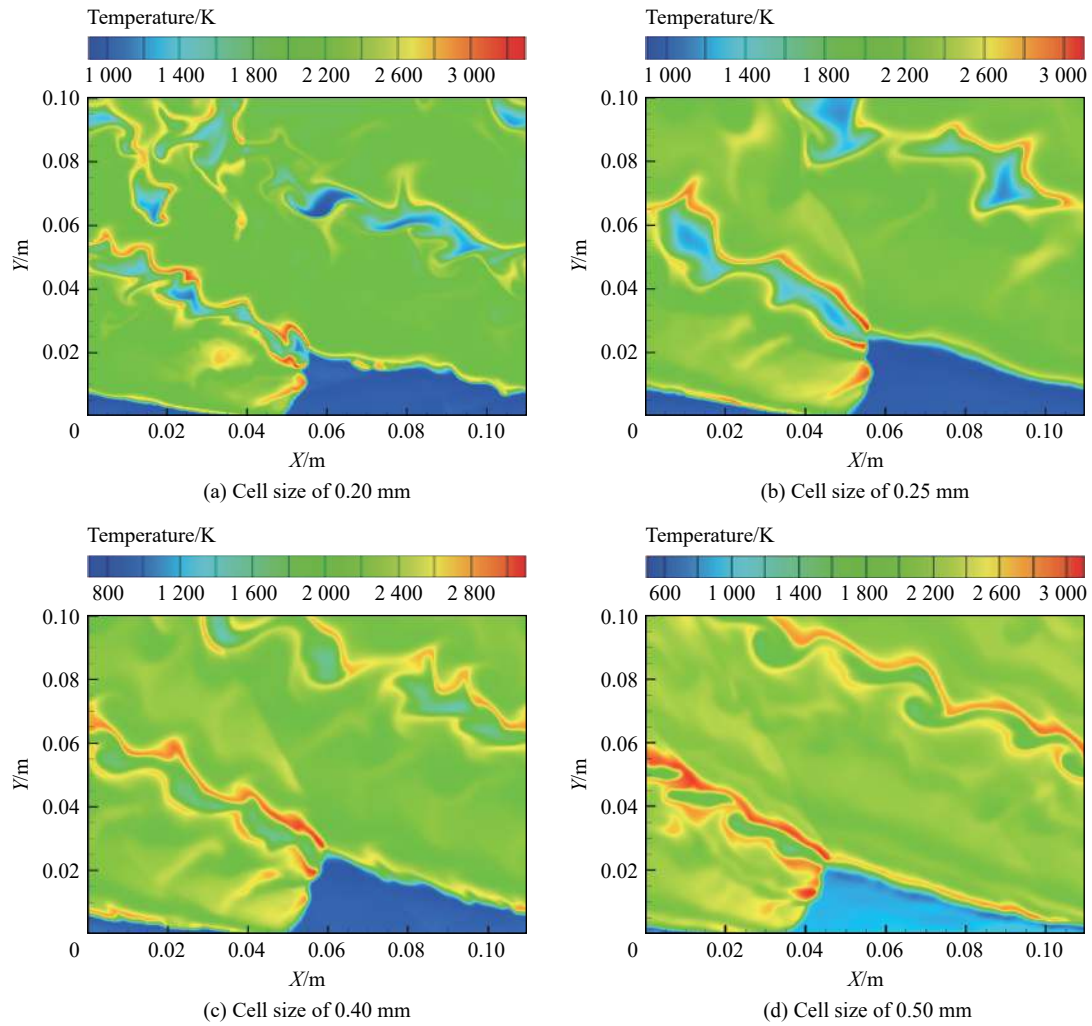 Temperature/K
1 000 1 400 1 800 2 200 2 600 3 000
0.10
0.08
0.06
0.04
0.02
Y/m
0 0.02 0.04 0.06 0.08 0.10
X/m
(a) Cell size of 0.20 mm
Temperature/K
1 000 1 400 1 800 2 200 2 600 3 000
0.10
0.08
0.06
0.04
0.02
Y/m
0 0.02 0.04 0.06 0.08 0.10
X/m
(b) Cell size of 0.25 mm
Temperature/K
800 1 200 1 600 2 000 2 400 2 800
0.10
0.08
0.06
0.04
0.02
Y/m
0 0.02 0.04 0.06 0.08 0.10
X/m
(c) Cell size of 0.40 mm
Temperature/K
600 1 000 1 400 1 800 2 200 2 600 3 000
0.10
0.08
0.06
0.04
0.02
Y/m
0 0.02 0.04 0.06 0.08 0.10
X/m
(d) Cell size of 0.50 mm